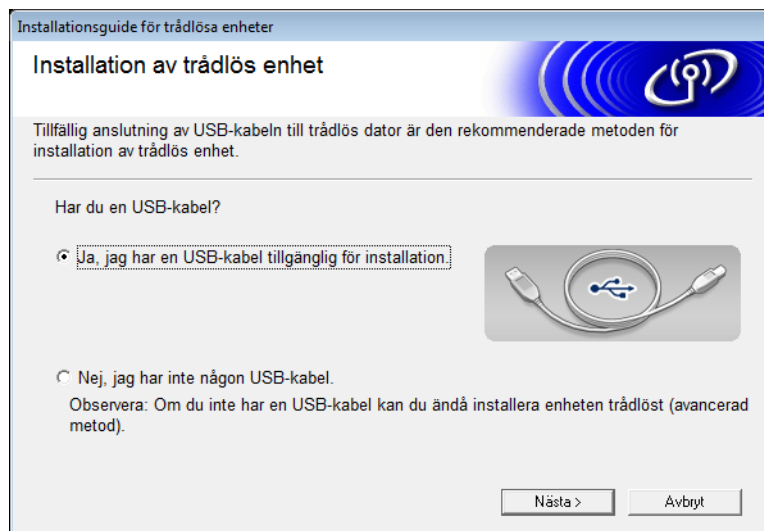 Installationsguide för trådlösa enheter
Installation av trådlös enhet
Tillfällig anslutning av USB-kabeln till trådlös dator är den rekommenderade metoden för
installation av trådlös enhet.
Har du en USB-kabel?
Ja, jag har en USB-kabel tillgänglig för installation.
Nej, jag har inte någon USB-kabel.
Observera: Om du inte har en USB-kabel kan du ändå installera enheten trådlöst (avancerad
metod).
Nästa >
Avbryt